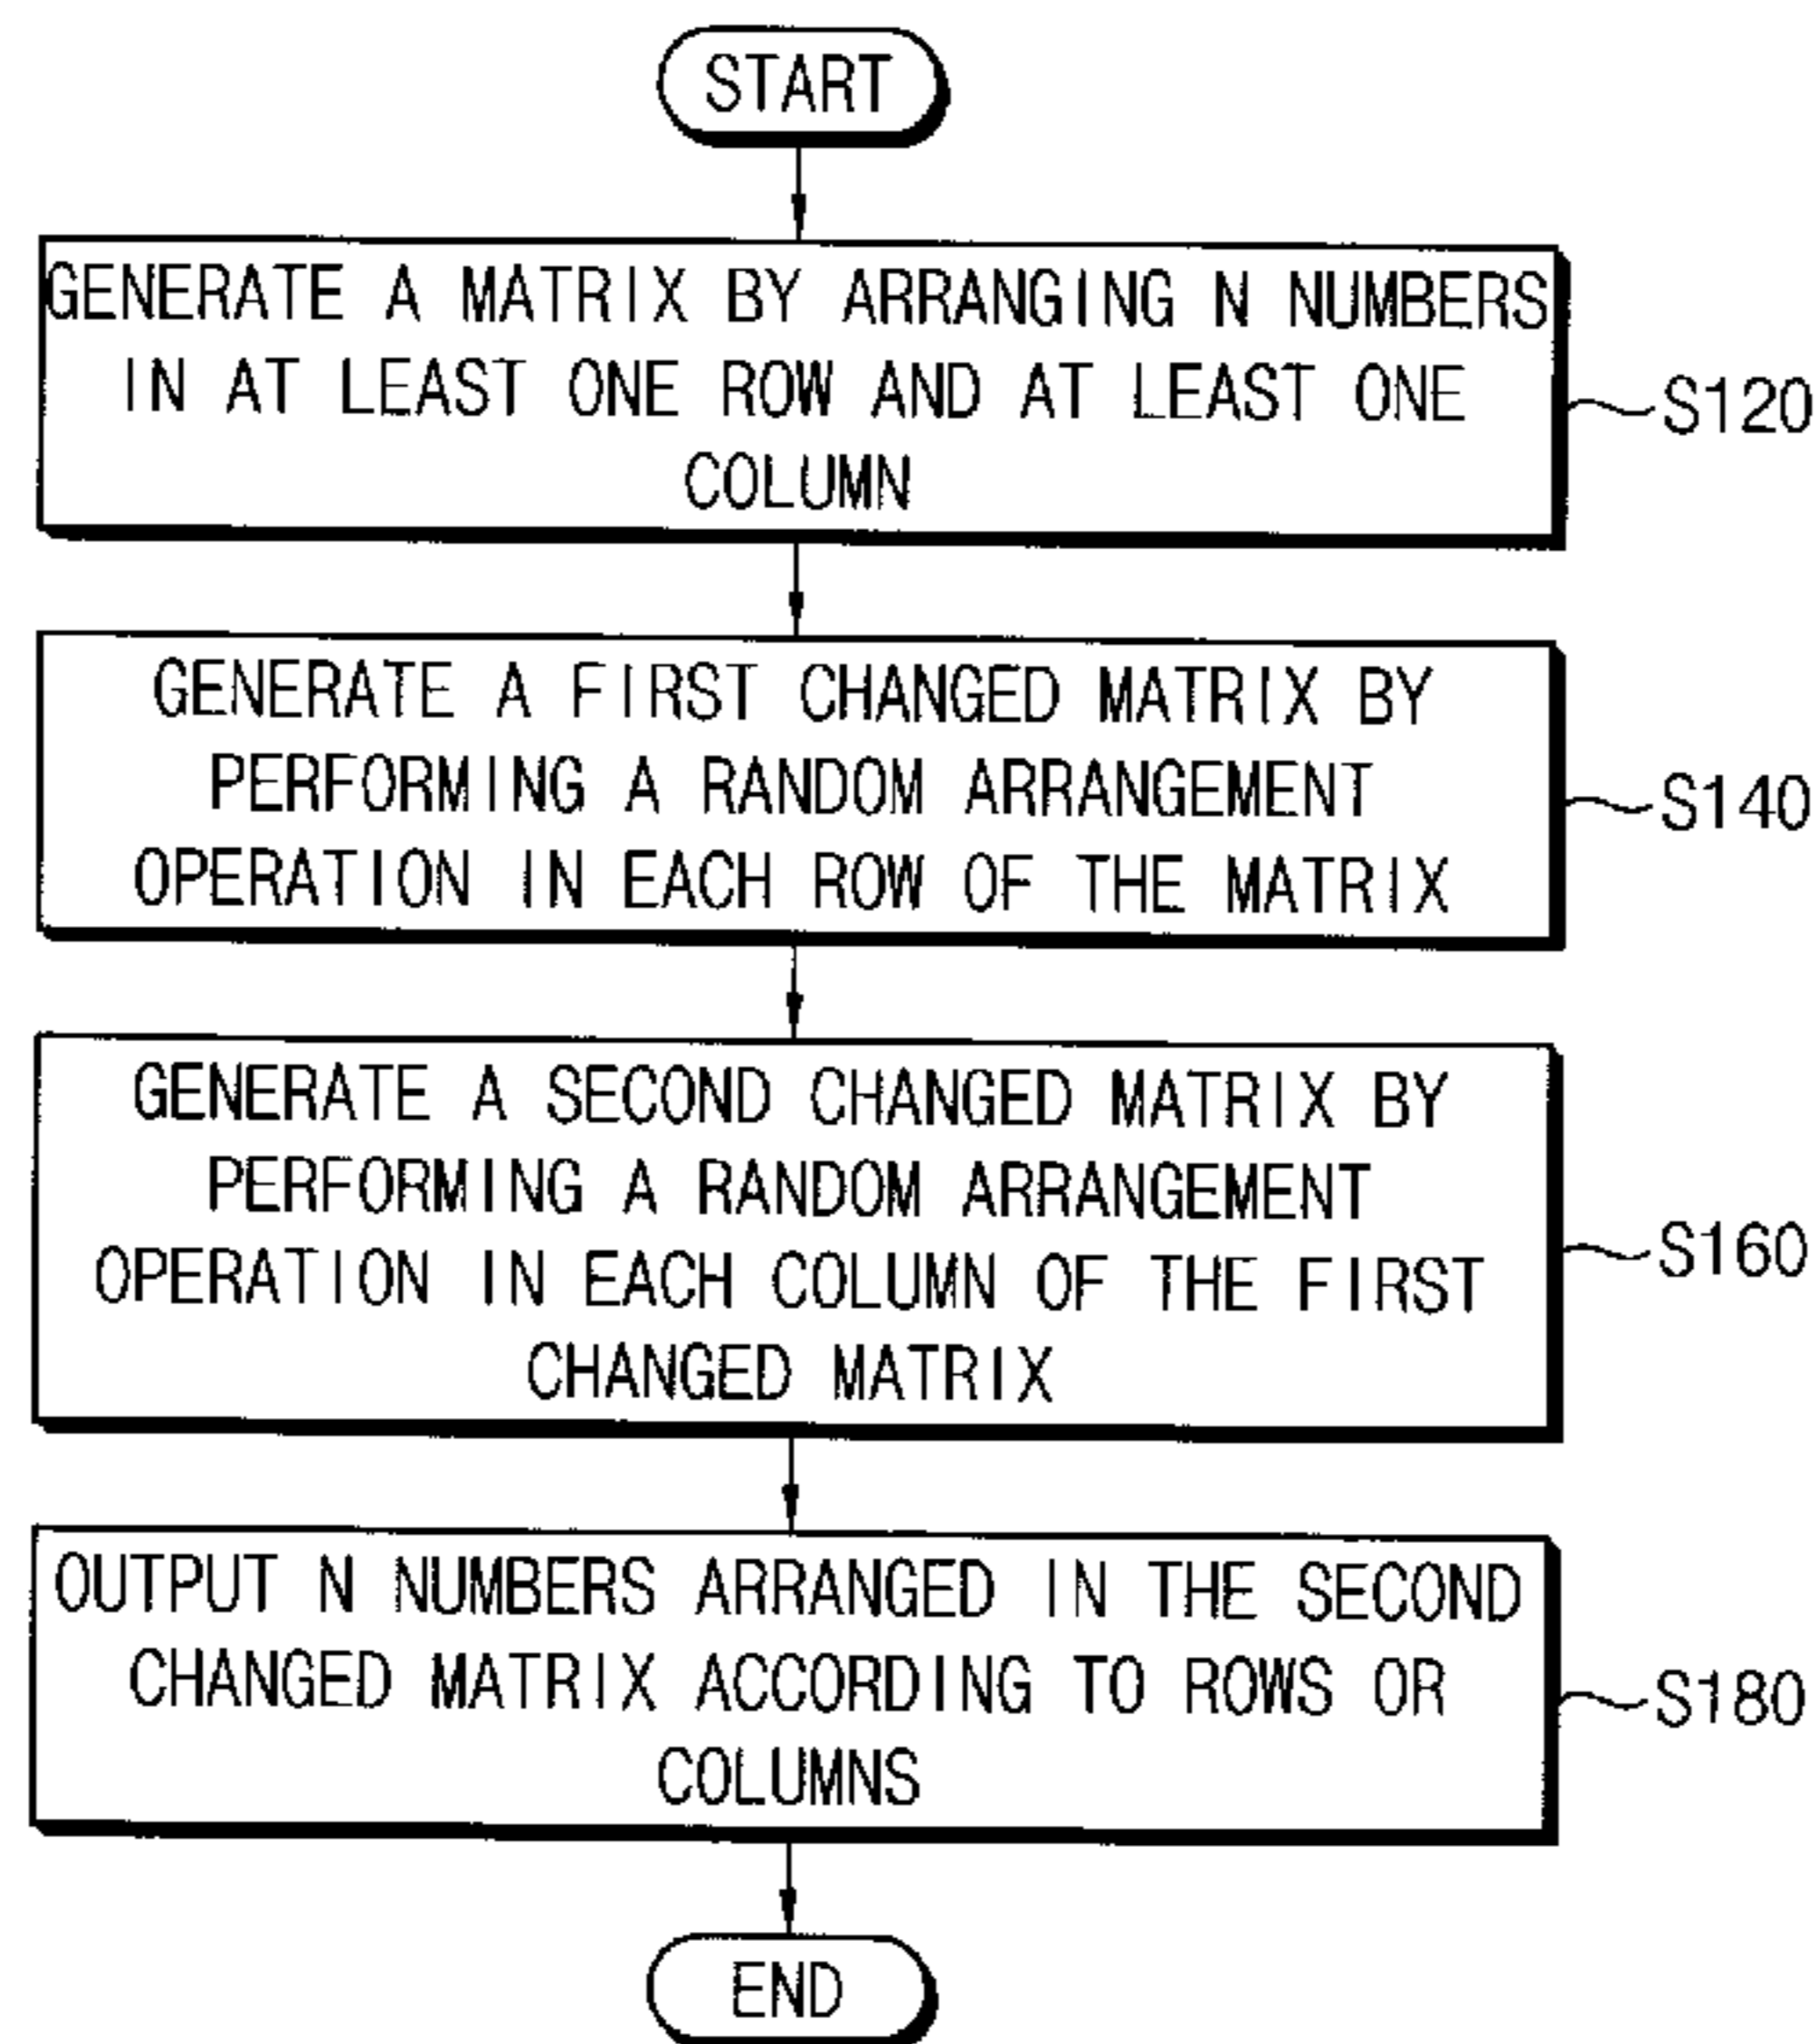 START
GENERATE A MATRIX BY ARRANGING N NUMBERS
IN AT LEAST ONE ROW AND AT LEAST ONE
COLUMN
S120
GENERATE A FIRST CHANGED MATRIX BY
PERFORMING A RANDOM ARRANGEMENT
OPERATION IN EACH ROW OF THE MATRIX
S140
GENERATE A SECOND CHANGED MATRIX BY
PERFORMING A RANDOM ARRANGEMENT
OPERATION IN EACH COLUMN OF THE FIRST
CHANGED MATRIX
S160
OUTPUT N NUMBERS ARRANGED IN THE SECOND
CHANGED MATRIX ACCORDING TO ROWS OR
COLUMNS
S180
END